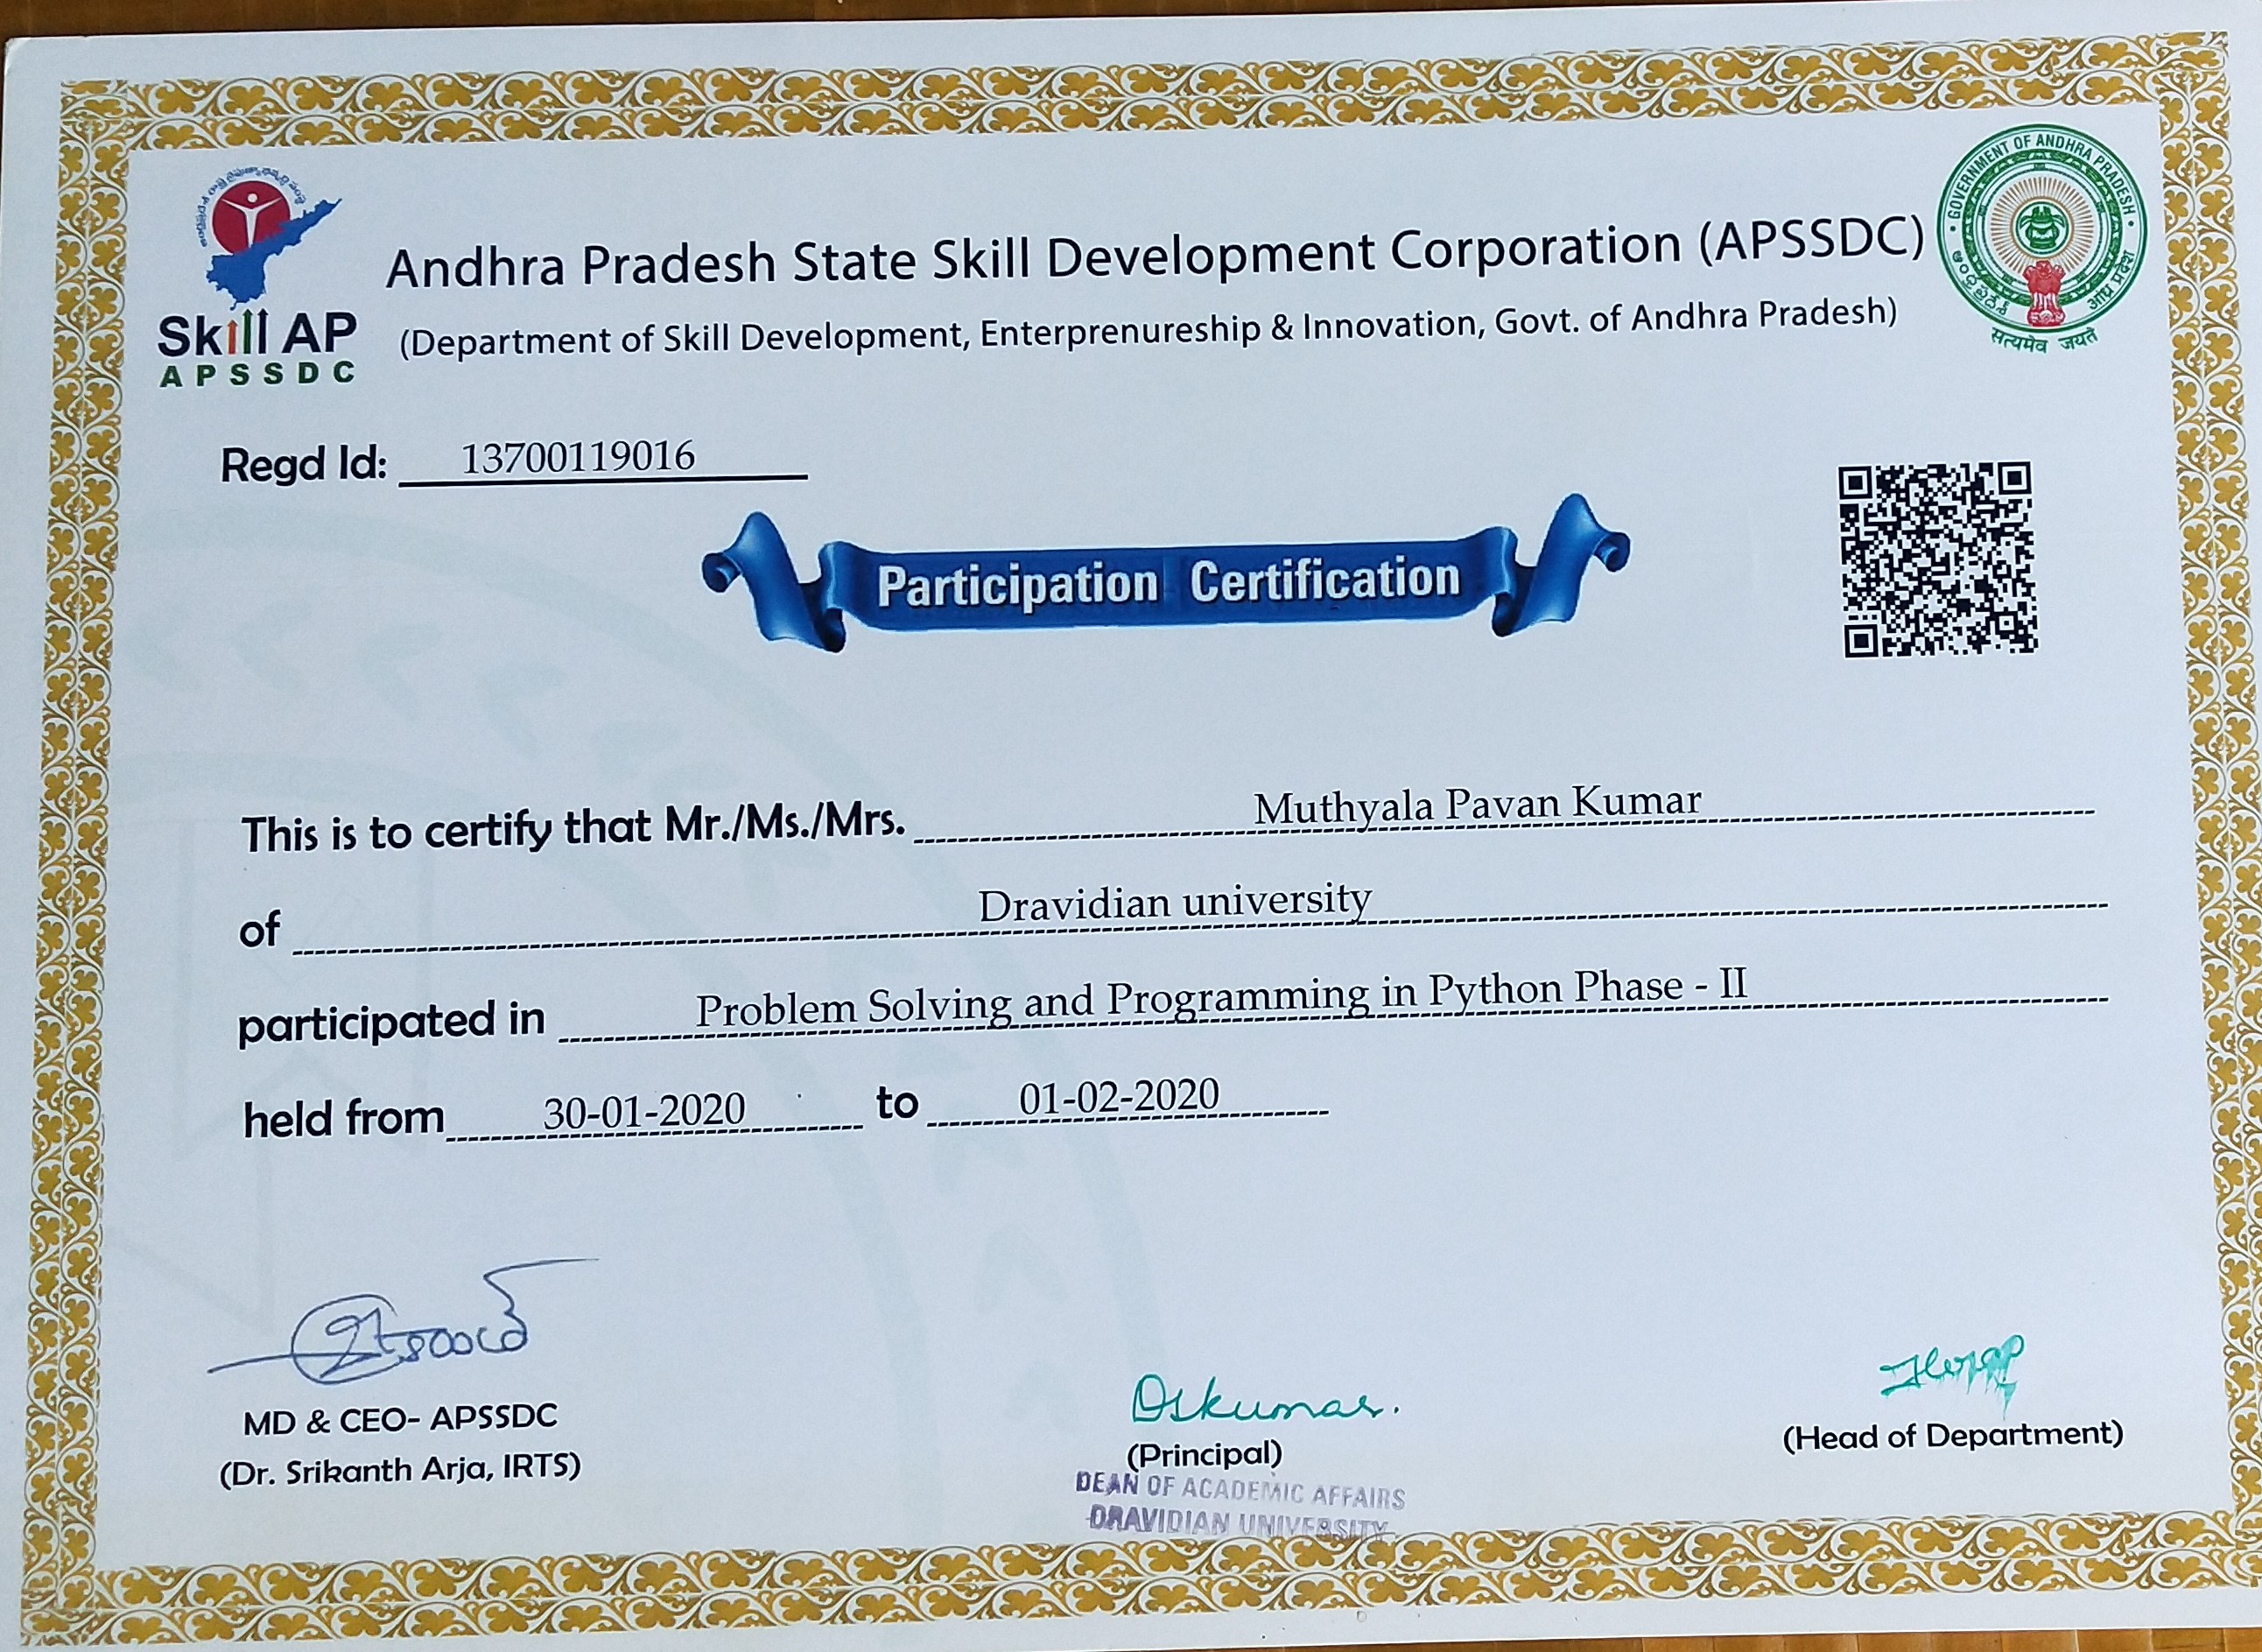 Skill AP
APSSDC
Andhra Pradesh State Skill Development Corporation (APSSDC)
(Department of Skill Development, Enterprenureship & Innovation, Govt. of Andhra Pradesh)
GOVERNMENT OF ANDHRA PRADESH
ఆంధ్రప్రదేశ్
आंध्र प्रदेश
सत्यमेव जयते
Regd Id: 13700119016
Participation Certification
This is to certify that Mr./Ms./Mrs. Muthyala Pavan Kumar
of Dravidian university
participated in Problem Solving and Programming in Python Phase - II
held from 30-01-2020 to 01-02-2020
MD & CEO- APSSDC
(Dr. Srikanth Arja, IRTS)
(Principal)
DEAN OF ACADEMIC AFFAIRS
DRAVIDIAN UNIVERSITY
(Head of Department)